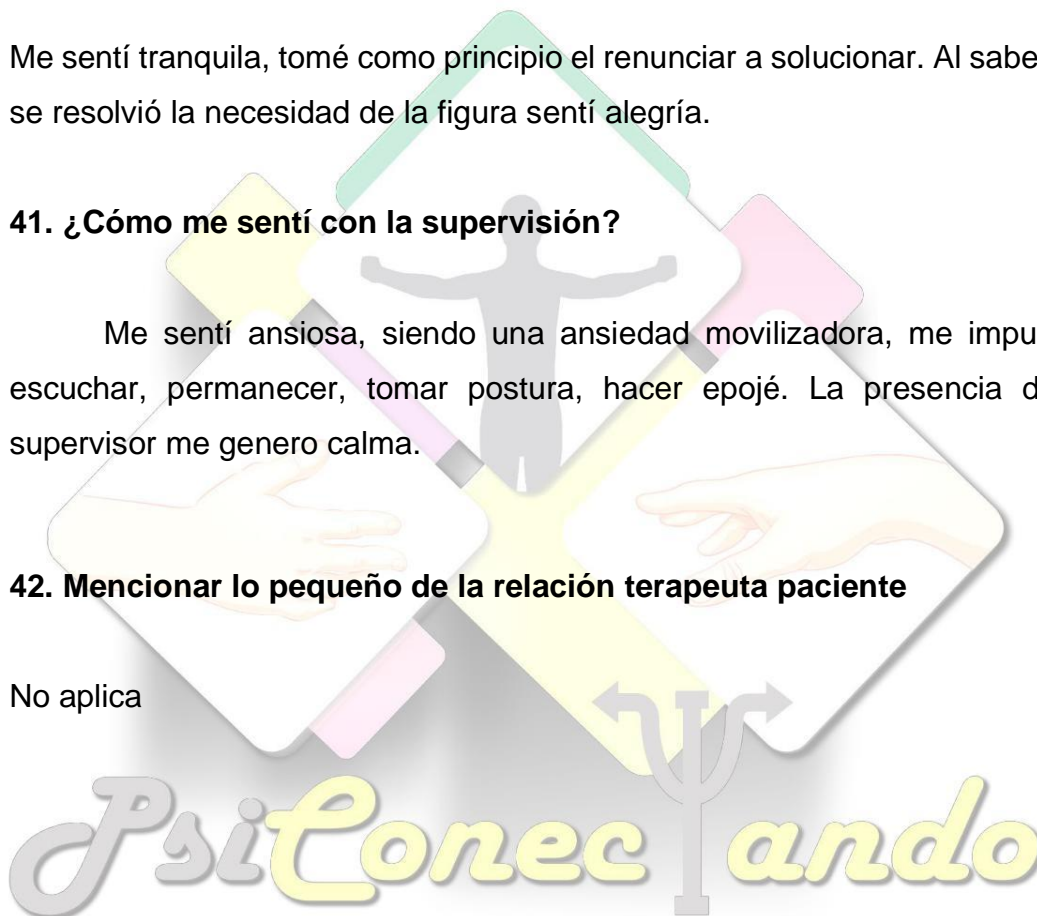 Me sentí tranquila, tomé como principio el renunciar a solucionar. Al
se resolvió la necesidad de la figura sentí alegría.
41. ¿Cómo me sentí con la supervisión?
Me sentí ansiosa, siendo una ansiedad movilizadora, me
escuchar, permanecer, tomar postura, hacer epojé. La presencia
supervisor me genero calma.
42. Mencionar lo pequeño de la relación terapeuta paciente
No aplica
PsiConectando